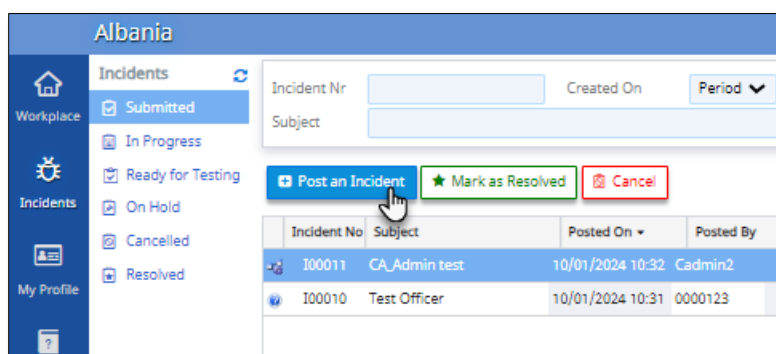 Albania
Workplace
Incidents
My Profile
Incidents
Submitted
In Progress
Ready for Testing
On Hold
Cancelled
Resolved
Incident Nr
Created On
Period
Subject
Post an Incident
Mark as Resolved
Cancel
Incident No Subject Posted On Posted By
I00011 CA_Admin test 10/01/2024 10:32 Cadmin2
I00010 Test Officer 10/01/2024 10:31 0000123